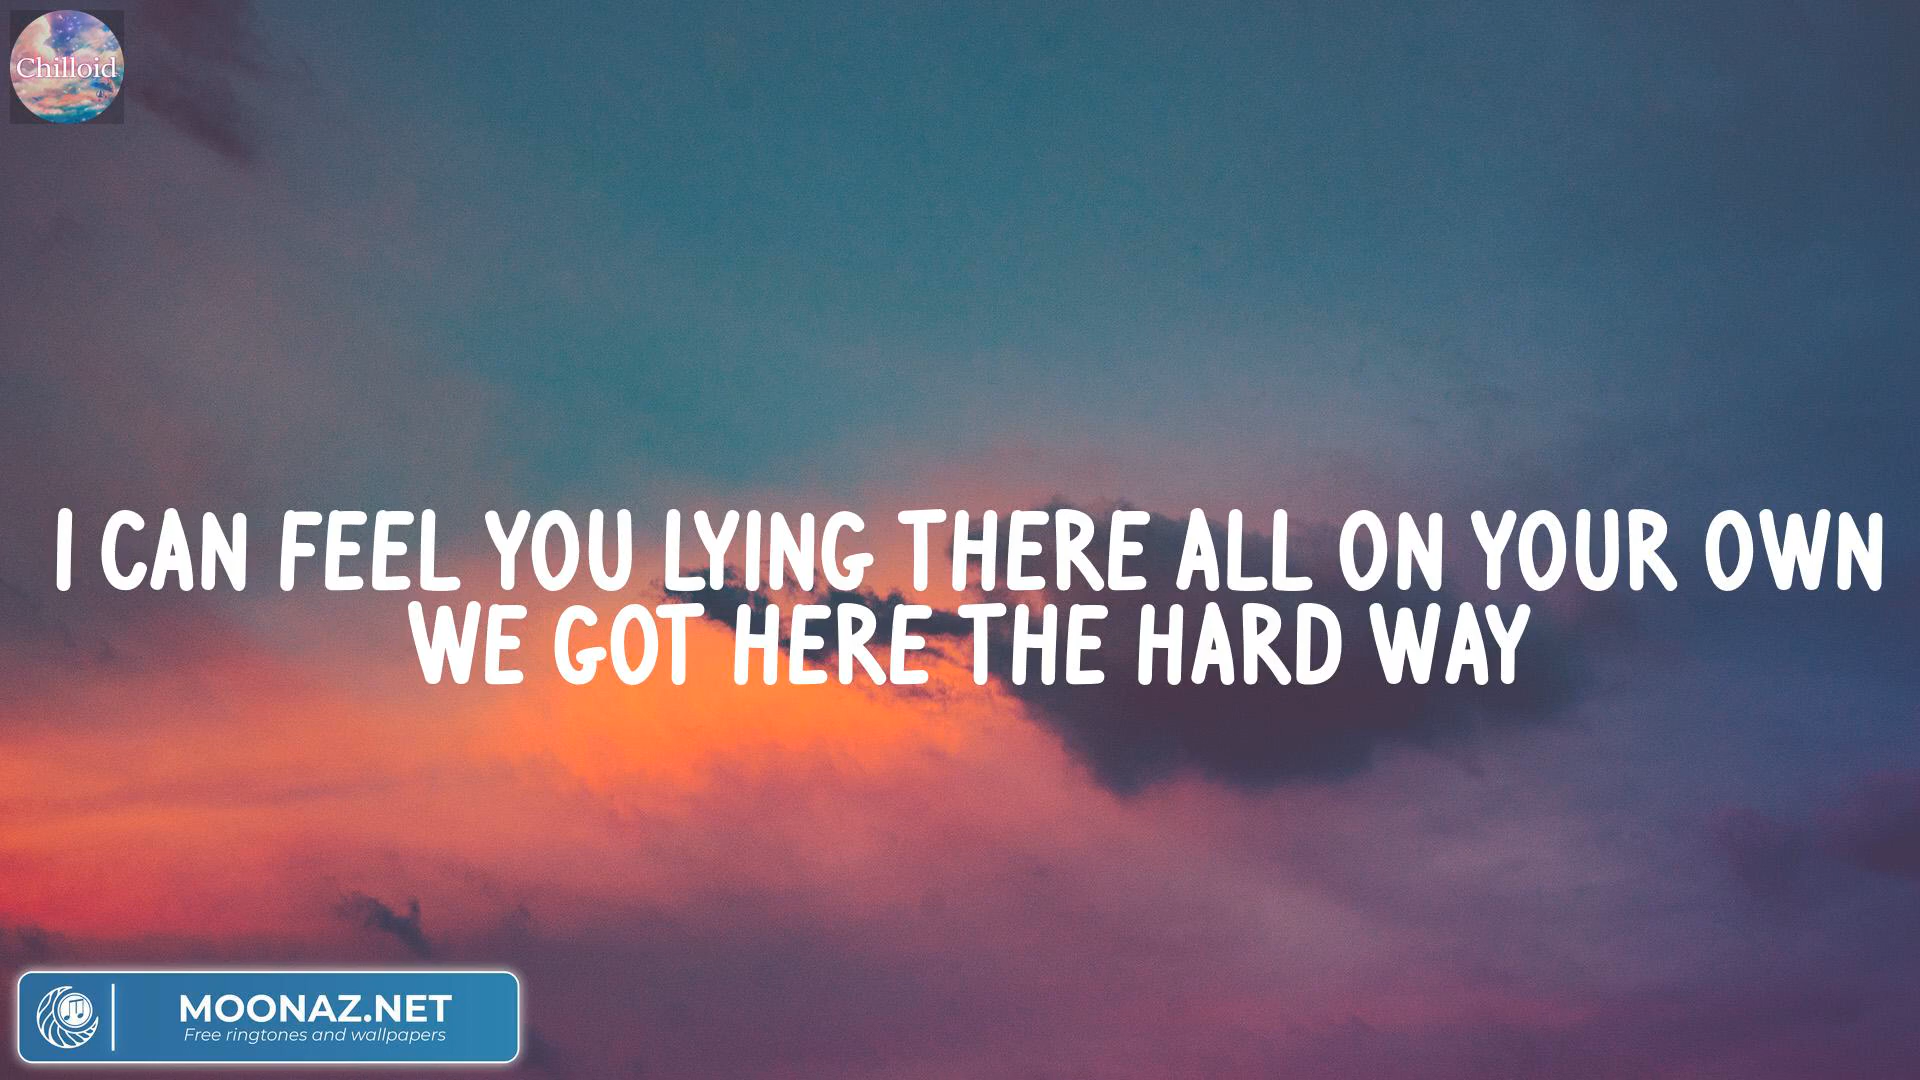 Chilloid
I CAN FEEL YOU LYING THERE ALL ON YOUR OWN
WE GOT HERE THE HARD WAY
MOONAZ.NET
Free ringtones and wallpapers